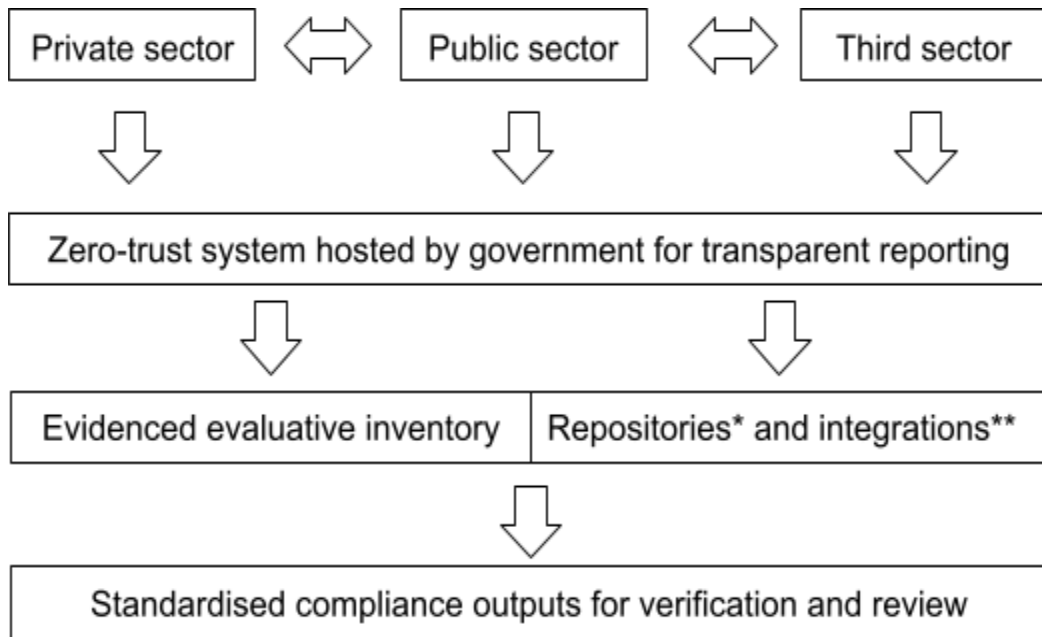 Private sector
Public sector
Third sector
Zero-trust system hosted by government for transparent reporting
Evidenced evaluative inventory
Repositories* and integrations**
Standardised compliance outputs for verification and review